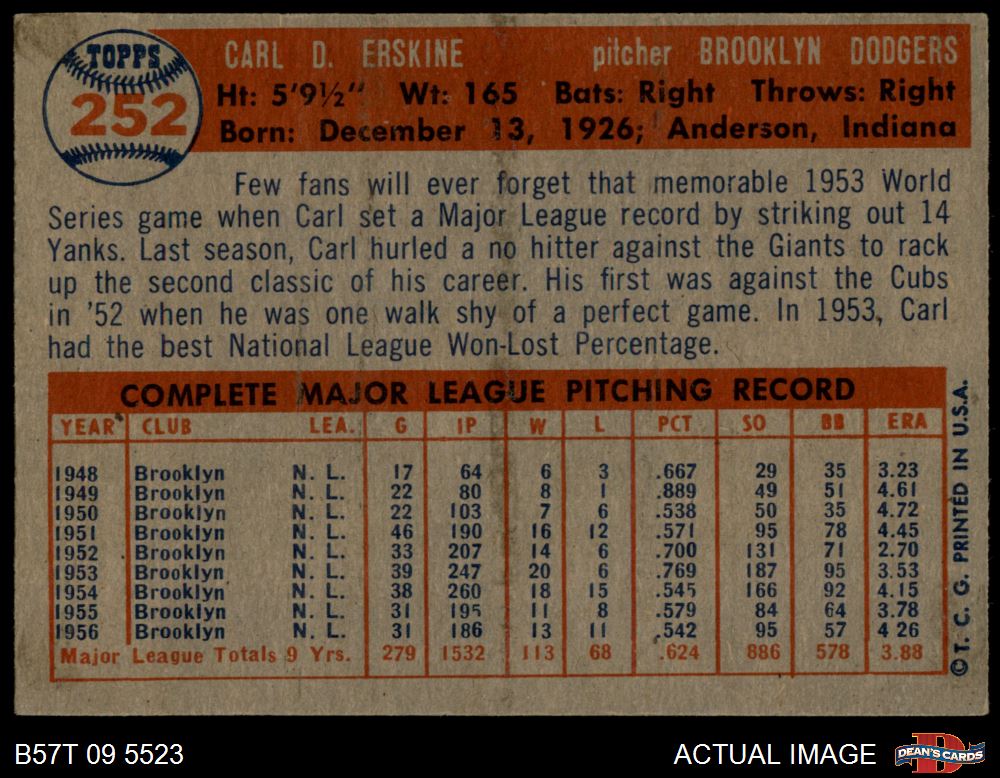 TOPPS
252
CARL D. ERSKINE pitcher BROOKLYN DODGERS
Ht: 5'9½" Wt: 165 Bats: Right Throws: Right
Born: December 13, 1926; Anderson, Indiana
Few fans will ever forget that memorable 1953 World
Series game when Carl set a Major League record by striking out 14
Yanks. Last season, Carl hurled a no hitter against the Giants to rack
up the second classic of his career. His first was against the Cubs
in '52 when he was one walk shy of a perfect game. In 1953, Carl
had the best National League Won-Lost Percentage.
COMPLETE MAJOR LEAGUE PITCHING RECORD
YEAR CLUB LEA. G IP W L PCT SO BB ERA
1948 Brooklyn N. L. 17 64 6 3 .667 29 35 3.23
1949 Brooklyn N. L. 22 80 8 1 .889 49 51 4.61
1950 Brooklyn N. L. 22 103 7 6 .538 50 35 4.72
1951 Brooklyn N. L. 46 190 16 12 .571 95 78 4.45
1952 Brooklyn N. L. 33 207 14 6 .700 131 71 2.70
1953 Brooklyn N. L. 39 247 20 6 .769 187 95 3.53
1954 Brooklyn N. L. 38 260 18 15 .545 166 92 4.15
1955 Brooklyn N. L. 31 195 11 8 .579 84 64 3.78
1956 Brooklyn N. L. 31 186 13 11 .542 95 57 4 26
Major League Totals 9 Yrs. 279 1532 113 68 .624 886 578 3.88
© T. C. G. PRINTED IN U.S.A.
B57T 09 5523 ACTUAL IMAGE
DEAN'S CARDS